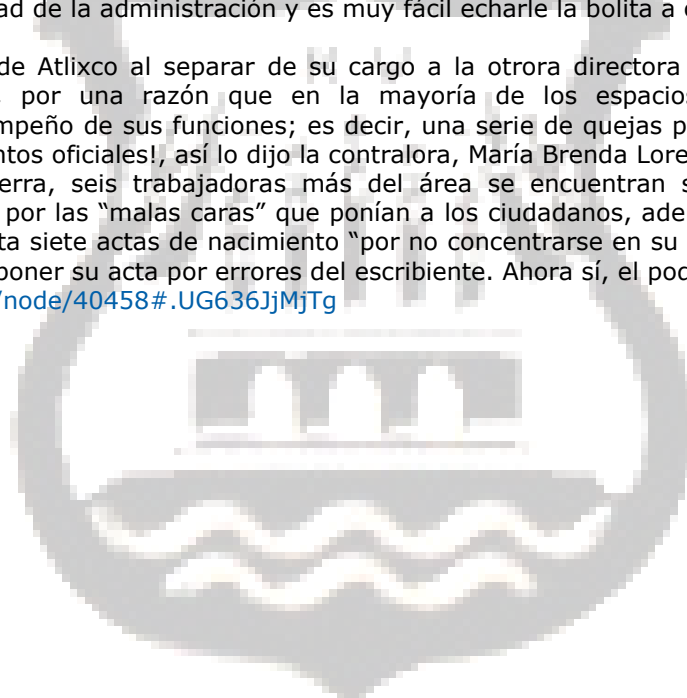 ad de la administración y es muy fácil echarle la bolita a
de Atlixco al separar de su cargo a la otrora directora
por una razón que en la mayoría de los espacios
mpeño de sus funciones; es decir, una serie de quejas p
ntos oficiales!, así lo dijo la contralora, María Brenda Lore
erra, seis trabajadoras más del área se encuentran s
por las “malas caras” que ponían a los ciudadanos, ade
ta siete actas de nacimiento “por no concentrarse en su
poner su acta por errores del escribiente. Ahora sí, el pod
/node/40458#.UG636JjMjTg